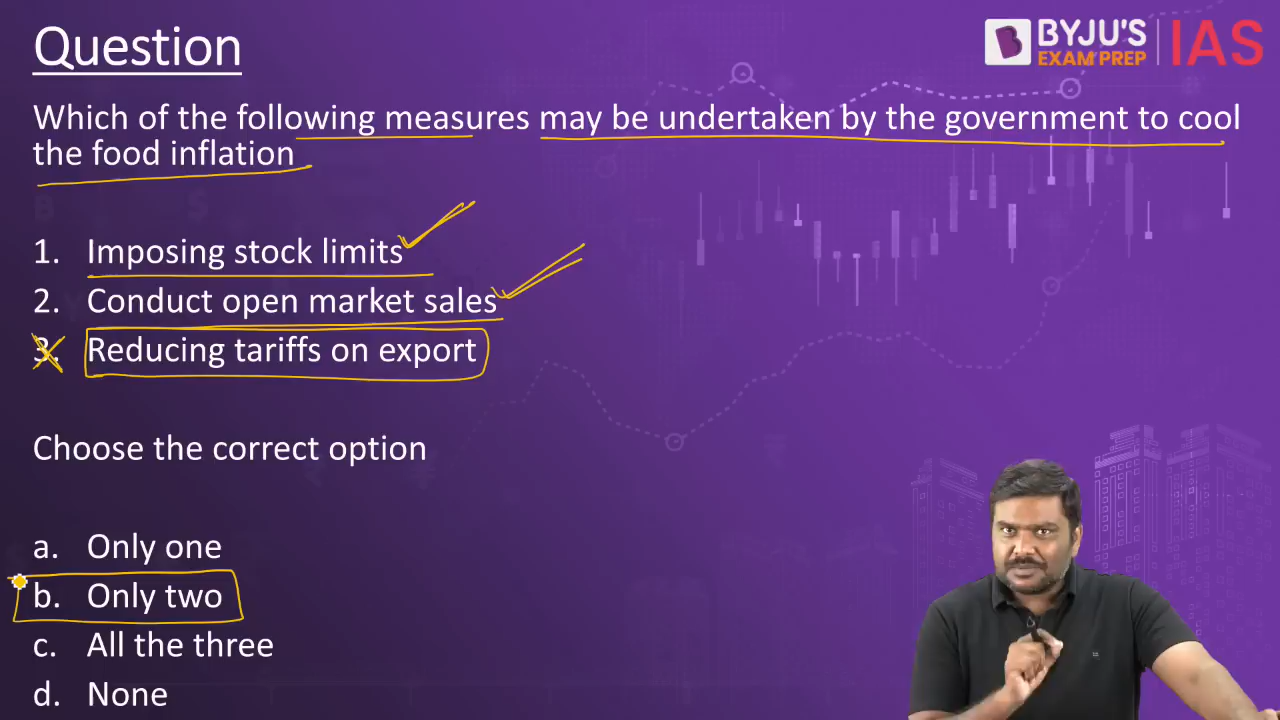 Question
BYJU'S
EXAM PREP
IAS
Which of the following measures may be undertaken by the government to cool
the food inflation
1. Imposing stock limits
2. Conduct open market sales
3. Reducing tariffs on export
Choose the correct option
a. Only one
b. Only two
c. All the three
d. None